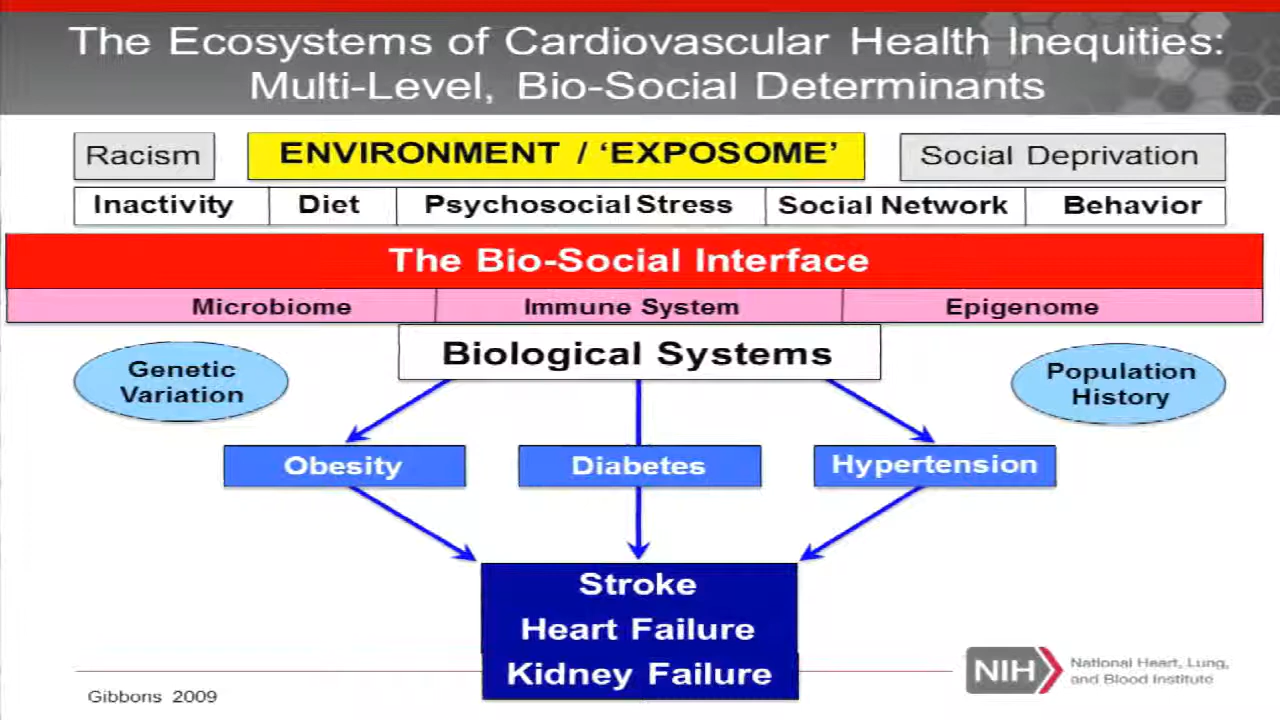 The Ecosystems of Cardiovascular Health Inequities:
Multi-Level, Bio-Social Determinants
Racism
ENVIRONMENT / ‘EXPOSOME’
Social Deprivation
Inactivity
Diet
Psychosocial Stress
Social Network
Behavior
The Bio-Social Interface
Microbiome
Immune System
Epigenome
Biological Systems
Genetic
Variation
Population
History
Obesity
Diabetes
Hypertension
Stroke
Heart Failure
Kidney Failure
Gibbons 2009
NIH
National Heart, Lung,
and Blood Institute